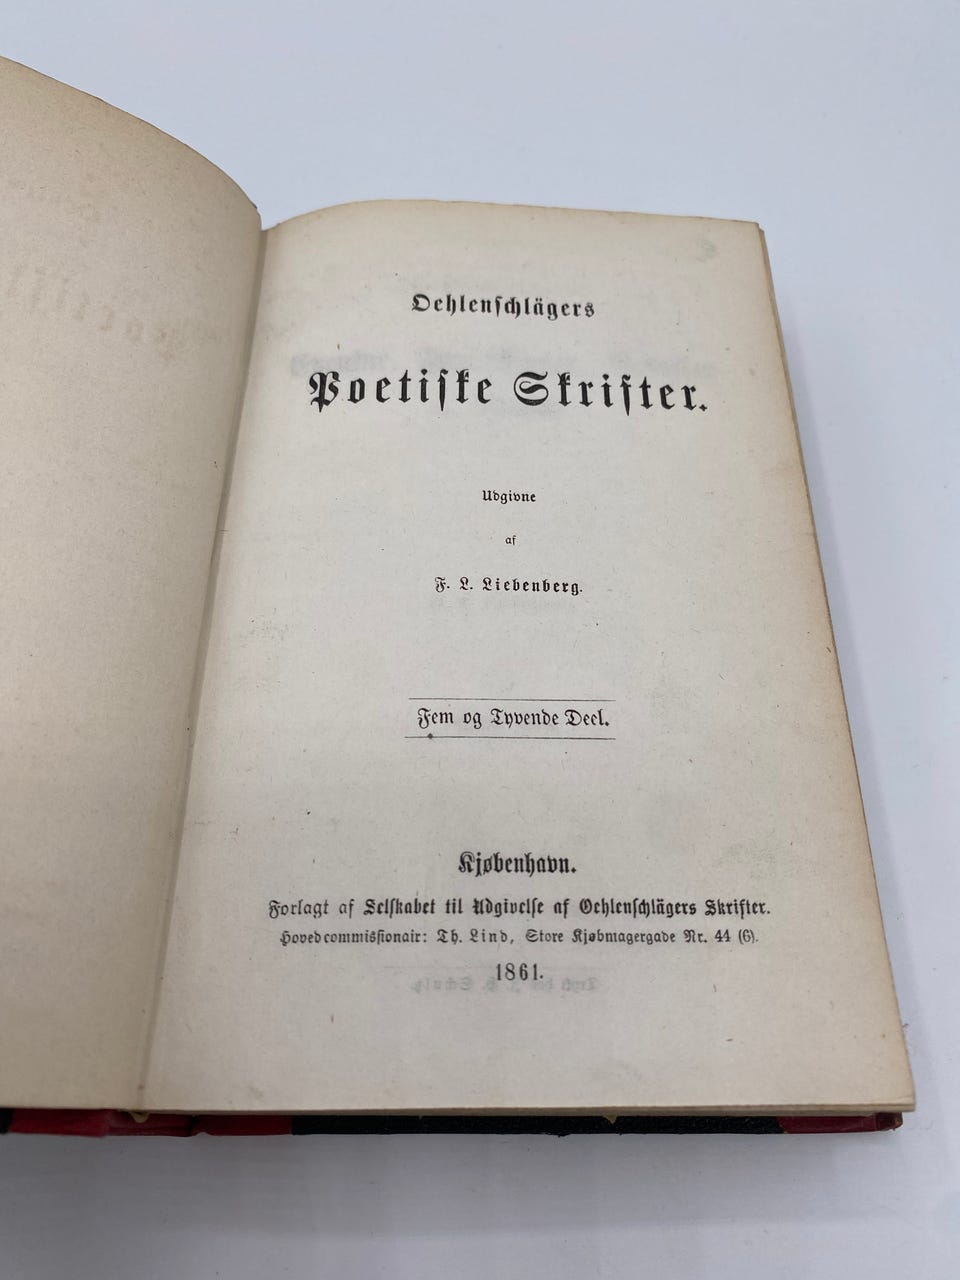 Oehlenschlägers
Poetiske Skrifter.
Udgivne
af
F. L. Liebenberg.
Fem og Tyvende Deel.
Kjøbenhavn.
Forlagt af Selskabet til Udgivelse af Oehlenschlägers Skrifter.
Hovedcommissionair: Th. Lind, Store Kjøbmagergade Nr. 44 (6).
1861.